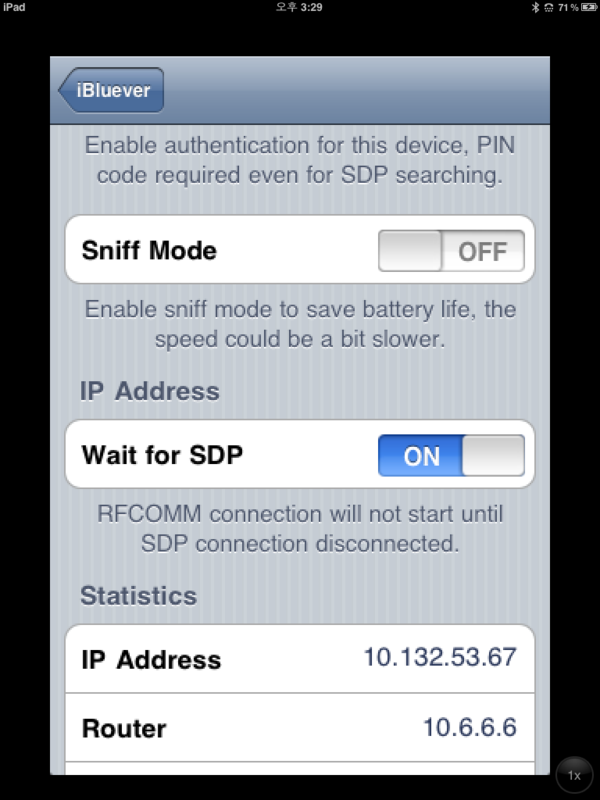 iPad 오후 3:29 71%
iBluever
Enable authentication for this device, PIN
code required even for SDP searching.
Sniff Mode OFF
Enable sniff mode to save battery life, the
speed could be a bit slower.
IP Address
Wait for SDP ON
RFCOMM connection will not start until
SDP connection disconnected.
Statistics
IP Address 10.132.53.67
Router 10.6.6.6
1x